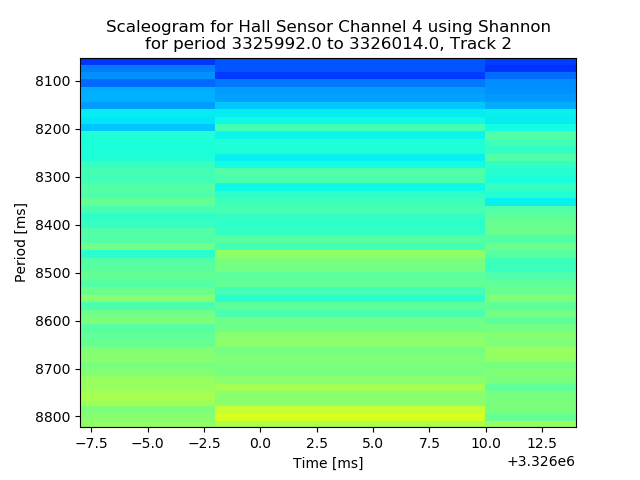 Scaleogram for Hall Sensor Channel 4 using Shannon
for period 3325992.0 to 3326014.0, Track 2
8100
8200
8300
8400
8500
8600
8700
8800
Period [ms]
−7.5 −5.0 −2.5 0.0 2.5 5.0 7.5 10.0 12.5
Time [ms]
+3.326e6